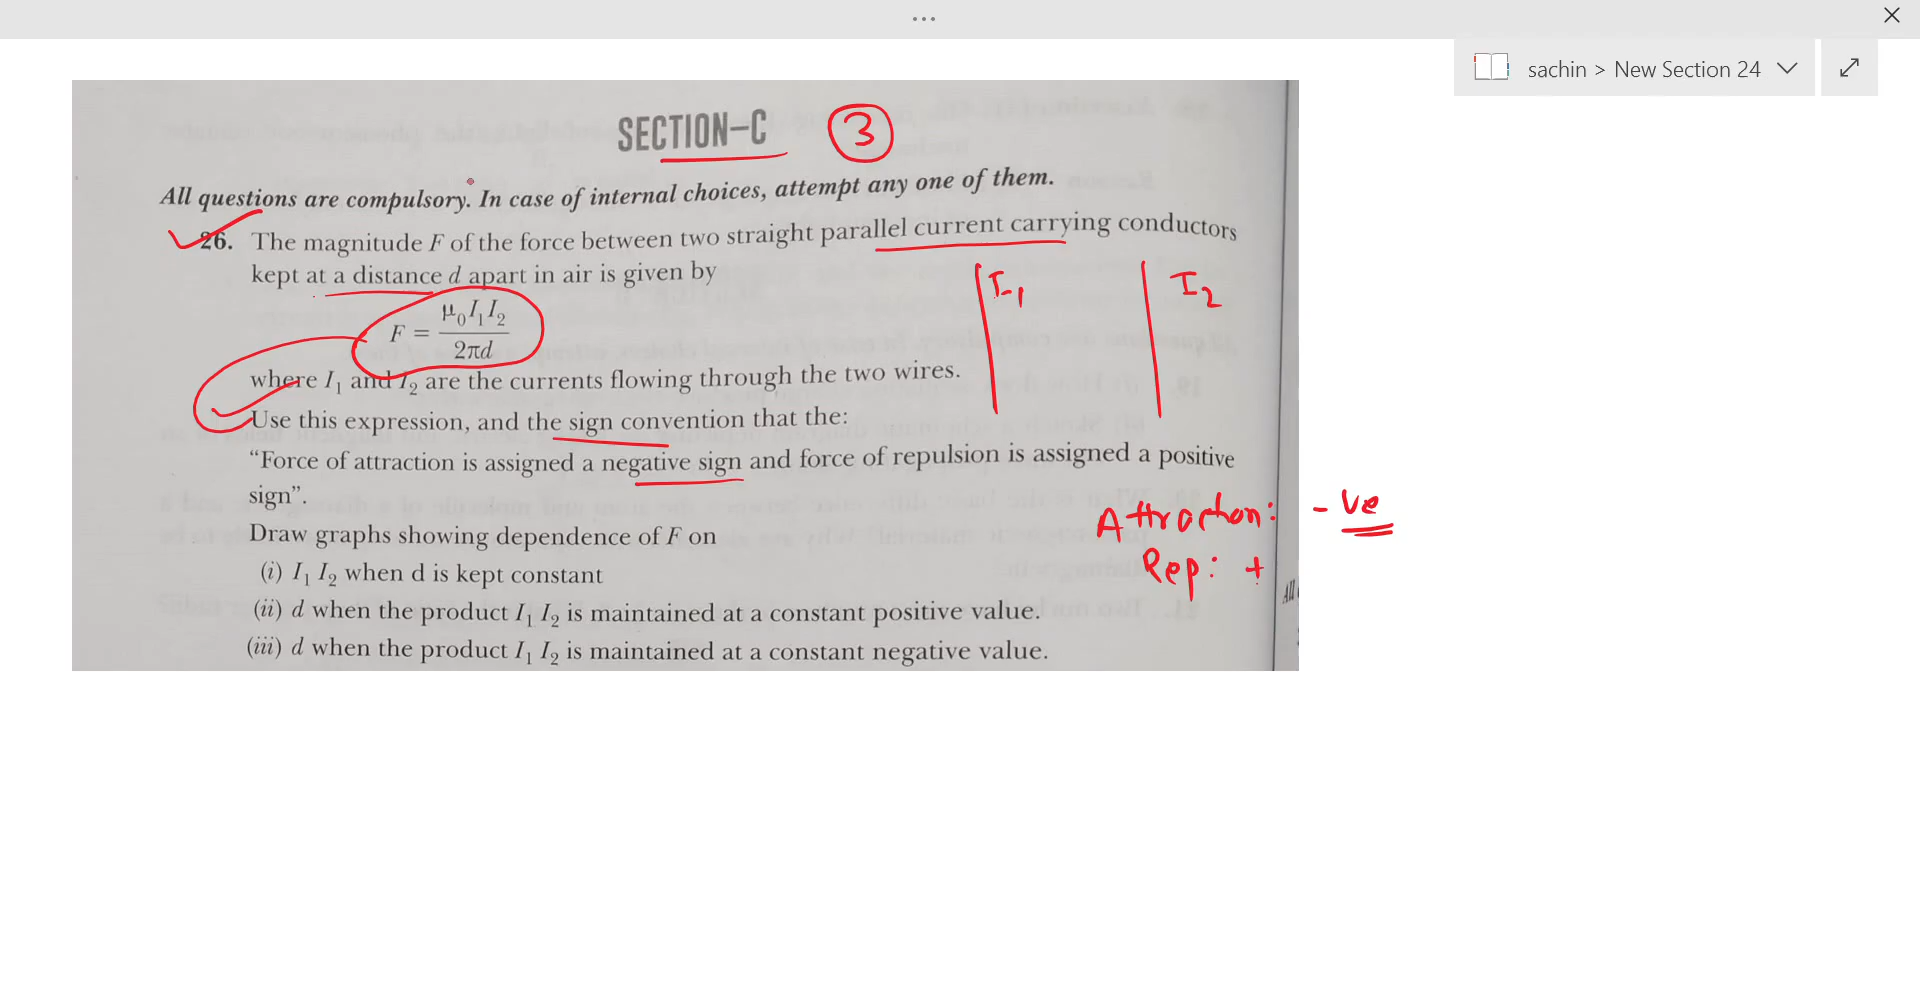 sachin > New Section 24
SECTION-C 3
All questions are compulsory. In case of internal choices, attempt any one of them.
26. The magnitude F of the force between two straight parallel current carrying conductors
kept at a distance d apart in air is given by
I1 I2
F = μ0I1I2 / 2πd
where I1 and I2 are the currents flowing through the two wires.
Use this expression, and the sign convention that the:
“Force of attraction is assigned a negative sign and force of repulsion is assigned a positive
sign”.
Attraction: - ve
Draw graphs showing dependence of F on
Rep: +
(i) I1 I2 when d is kept constant
(ii) d when the product I1 I2 is maintained at a constant positive value.
(iii) d when the product I1 I2 is maintained at a constant negative value.